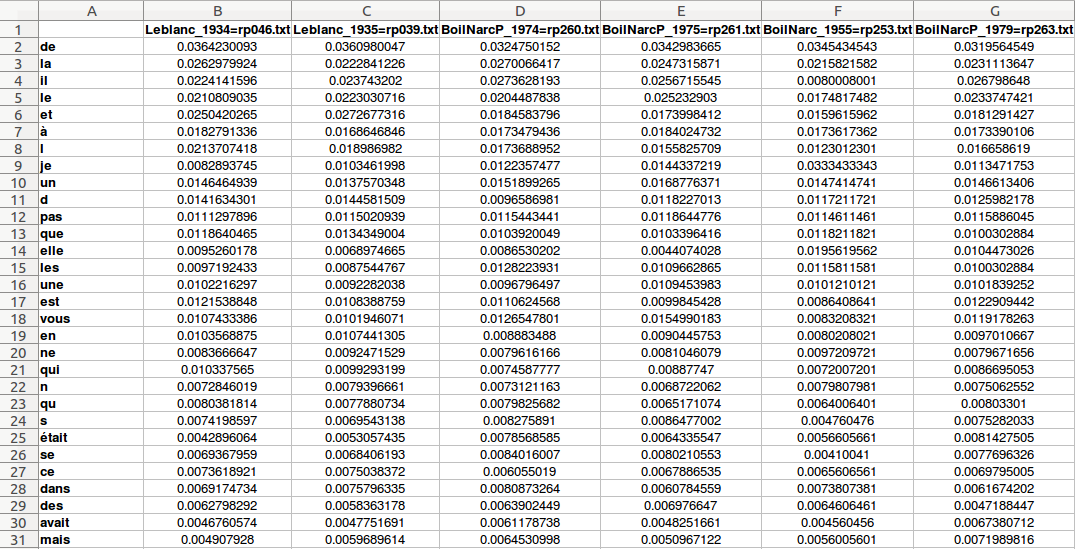 A B C D E F G
1 Leblanc_1934=rp046.txt Leblanc_1935=rp039.txt BoilNarcP_1974=rp260.txt BoilNarcP_1975=rp261.txt BoilNarc_1955=rp253.txt BoilNarcP_1979=rp263.txt
2 de 0.0364230093 0.0360980047 0.0324750152 0.0342983665 0.0345434543 0.0319564549
3 la 0.0262979924 0.0222841226 0.0270066417 0.0247315871 0.0215821582 0.0231113647
4 il 0.0224141596 0.023743202 0.0273628193 0.0256715545 0.0080008001 0.026798648
5 le 0.0210809035 0.0223030716 0.0204487838 0.025232903 0.0174817482 0.0233747421
6 et 0.0250420265 0.0272677316 0.0184583796 0.0173998412 0.0159615962 0.0181291427
7 à 0.0182791336 0.0168646846 0.0173479436 0.0184024732 0.0173617362 0.0173390106
8 l 0.0213707418 0.018986982 0.0173688952 0.0155825709 0.0123012301 0.016658619
9 je 0.0082893745 0.0103461998 0.0122357477 0.0144337219 0.0333433343 0.0113471753
10 un 0.0146464939 0.0137570348 0.0151899265 0.0168776371 0.0147414741 0.0146613406
11 d 0.0141634301 0.0144581509 0.0096586981 0.0118227013 0.0117211721 0.0125982178
12 pas 0.0111297896 0.0115020939 0.0115443441 0.0118644776 0.0114611461 0.0115886045
13 que 0.0118640465 0.0134349004 0.0103920049 0.0103396416 0.0118211821 0.0100302884
14 elle 0.0095260178 0.0068974665 0.0086530202 0.0044074028 0.0195619562 0.0104473026
15 les 0.0097192433 0.0087544767 0.0128223931 0.0109662865 0.0115811581 0.0100302884
16 une 0.0102216297 0.0092282038 0.0096796497 0.0109453983 0.0101210121 0.0101839252
17 est 0.0121538848 0.0108388759 0.0110624568 0.0099845428 0.0086408641 0.0122909442
18 vous 0.0107433386 0.0101946071 0.0126547801 0.0154990183 0.0083208321 0.0119178263
19 en 0.0103568875 0.0107441305 0.008883488 0.0090445753 0.0080208021 0.0097010667
20 ne 0.0083666647 0.0092471529 0.0079616166 0.0081046079 0.0097209721 0.0079671656
21 qui 0.010337565 0.0099293199 0.0074587777 0.00887747 0.0072007201 0.0086695053
22 n 0.0072846019 0.0079396661 0.0073121163 0.0068722062 0.0079807981 0.0075062552
23 qu 0.0080381814 0.0077880734 0.0079825682 0.0065171074 0.0064006401 0.00803301
24 s 0.0074198597 0.0069543138 0.008275891 0.0086477002 0.004760476 0.0075282033
25 était 0.0042896064 0.0053057435 0.0078568585 0.0064335547 0.0056605661 0.0081427505
26 se 0.0069367959 0.0068406193 0.0084016007 0.0080210553 0.00410041 0.0077696326
27 ce 0.0073618921 0.0075038372 0.006055019 0.0067886535 0.0065606561 0.0069795005
28 dans 0.0069174734 0.0075796335 0.0080873264 0.0060784559 0.0073807381 0.0061674202
29 des 0.0062798292 0.0058363178 0.0063902449 0.006976647 0.0064606461 0.0047188447
30 avait 0.0046760574 0.0047751691 0.0061178738 0.0048251661 0.004560456 0.0067380712
31 mais 0.004907928 0.0059689614 0.0064530998 0.0050967122 0.0056005601 0.0071989816